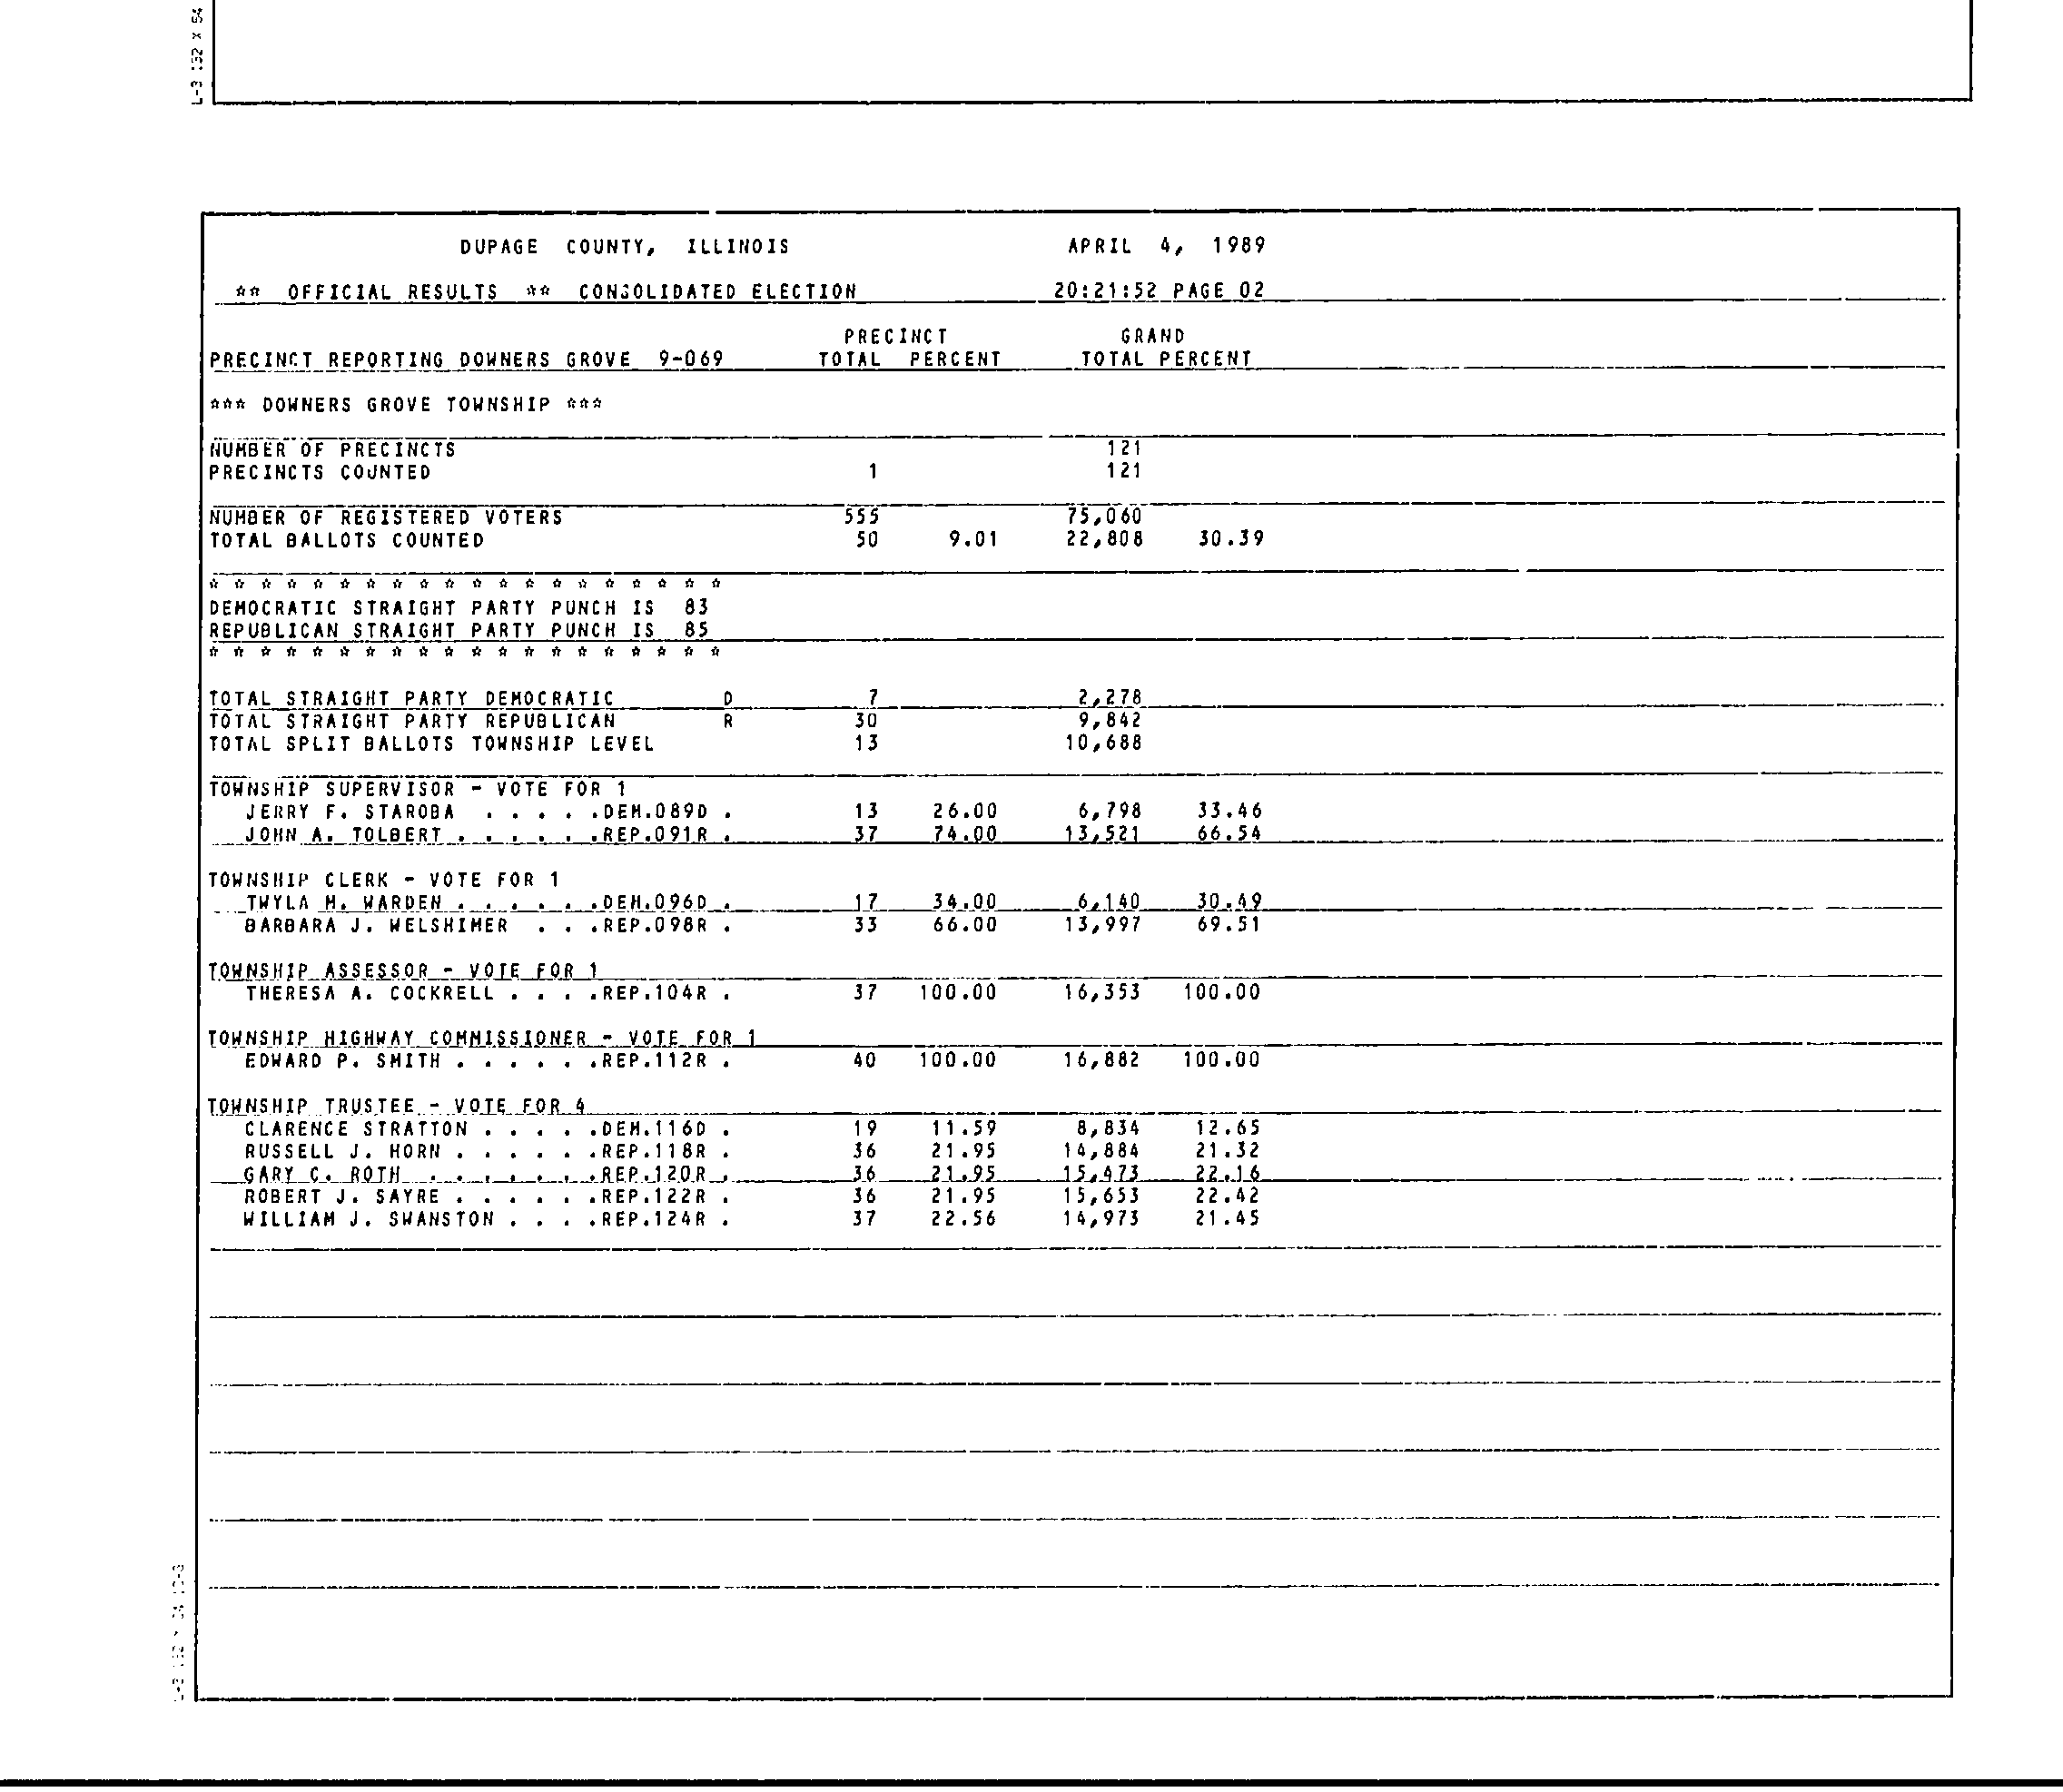 L-3 132 X 64
DUPAGE COUNTY, ILLINOIS APRIL 4, 1989
** OFFICIAL RESULTS ** CONSOLIDATED ELECTION 20:21:52 PAGE 02
PRECINCT GRAND
PRECINCT REPORTING DOWNERS GROVE 9-069 TOTAL PERCENT TOTAL PERCENT
*** DOWNERS GROVE TOWNSHIP ***
NUMBER OF PRECINCTS 121
PRECINCTS COUNTED 1 121
NUMBER OF REGISTERED VOTERS 555 75,060
TOTAL BALLOTS COUNTED 50 9.01 22,808 30.39
* * * * * * * * * * * * * * * * * * * *
DEMOCRATIC STRAIGHT PARTY PUNCH IS 83
REPUBLICAN STRAIGHT PARTY PUNCH IS 85
* * * * * * * * * * * * * * * * * * * *
TOTAL STRAIGHT PARTY DEMOCRATIC D 7 2,278
TOTAL STRAIGHT PARTY REPUBLICAN R 30 9,842
TOTAL SPLIT BALLOTS TOWNSHIP LEVEL 13 10,688
TOWNSHIP SUPERVISOR - VOTE FOR 1
JERRY F. STAROBA . . . . .DEM.089D . 13 26.00 6,798 33.46
JOHN A. TOLBERT . . . . . .REP.091R . 37 74.00 13,521 66.54
TOWNSHIP CLERK - VOTE FOR 1
TWYLA M. WARDEN . . . . . .DEM.096D . 17 34.00 6,140 30.49
BARBARA J. WELSHIMER . . .REP.098R . 33 66.00 13,997 69.51
TOWNSHIP ASSESSOR - VOTE FOR 1
THERESA A. COCKRELL . . . .REP.104R . 37 100.00 16,353 100.00
TOWNSHIP HIGHWAY COMMISSIONER - VOTE FOR 1
EDWARD P. SMITH . . . . . .REP.112R . 40 100.00 16,882 100.00
TOWNSHIP TRUSTEE - VOTE FOR 4
CLARENCE STRATTON . . . . .DEM.116D . 19 11.59 8,834 12.65
RUSSELL J. HORN . . . . . .REP.118R . 36 21.95 14,884 21.32
GARY C. ROTH . . . . . . .REP.120R . 36 21.95 15,473 22.16
ROBERT J. SAYRE . . . . . .REP.122R . 36 21.95 15,653 22.42
WILLIAM J. SWANSTON . . . .REP.124R . 37 22.56 14,973 21.45